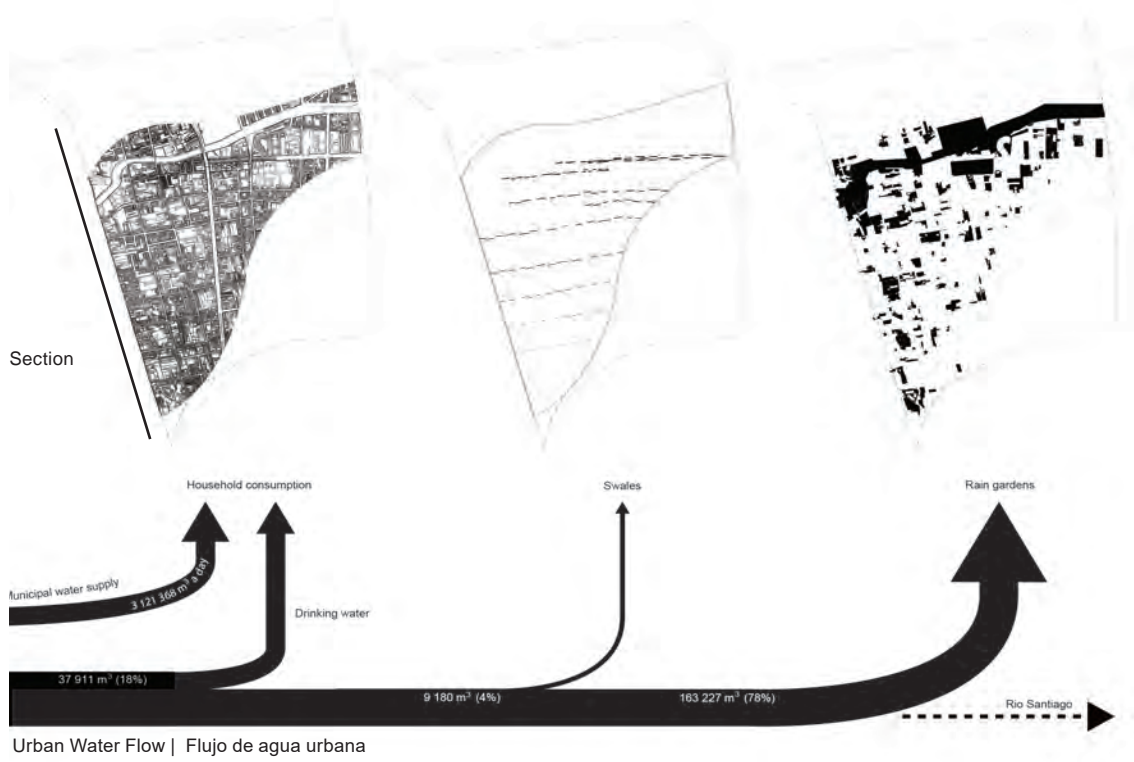 Section
Household consumption
Swales
Rain gardens
Municipal water supply
3 121 368 m³ a day
Drinking water
37 911 m³ (18%)
9 180 m³ (4%)
163 227 m³ (78%)
Rio Santiago
Urban Water Flow | Flujo de agua urbana